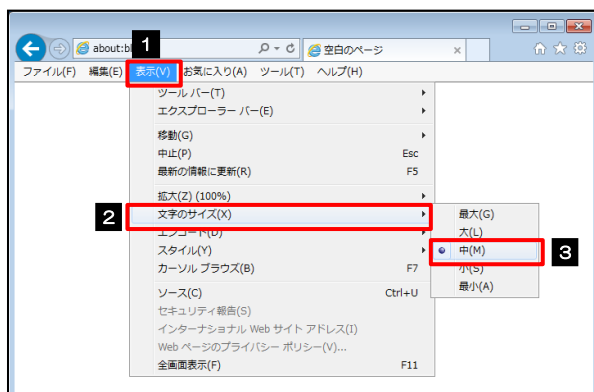 about:bl
1
空白のページ
ファイル(F) 編集(E) 表示(V) お気に入り(A) ツール(T) ヘルプ(H)
ツール バー(T)
エクスプローラー バー(E)
移動(G)
中止(P) Esc
最新の情報に更新(R) F5
拡大(Z) (100%)
2
文字のサイズ(X)
最大(G)
エンコード(D)
大(L)
スタイル(Y)
中(M)
3
カーソル ブラウズ(B) F7
小(S)
ソース(C) Ctrl+U
最小(A)
セキュリティ報告(S)
インターナショナル Web サイト アドレス(I)
Web ページのプライバシー ポリシー(V)...
全画面表示(F) F11